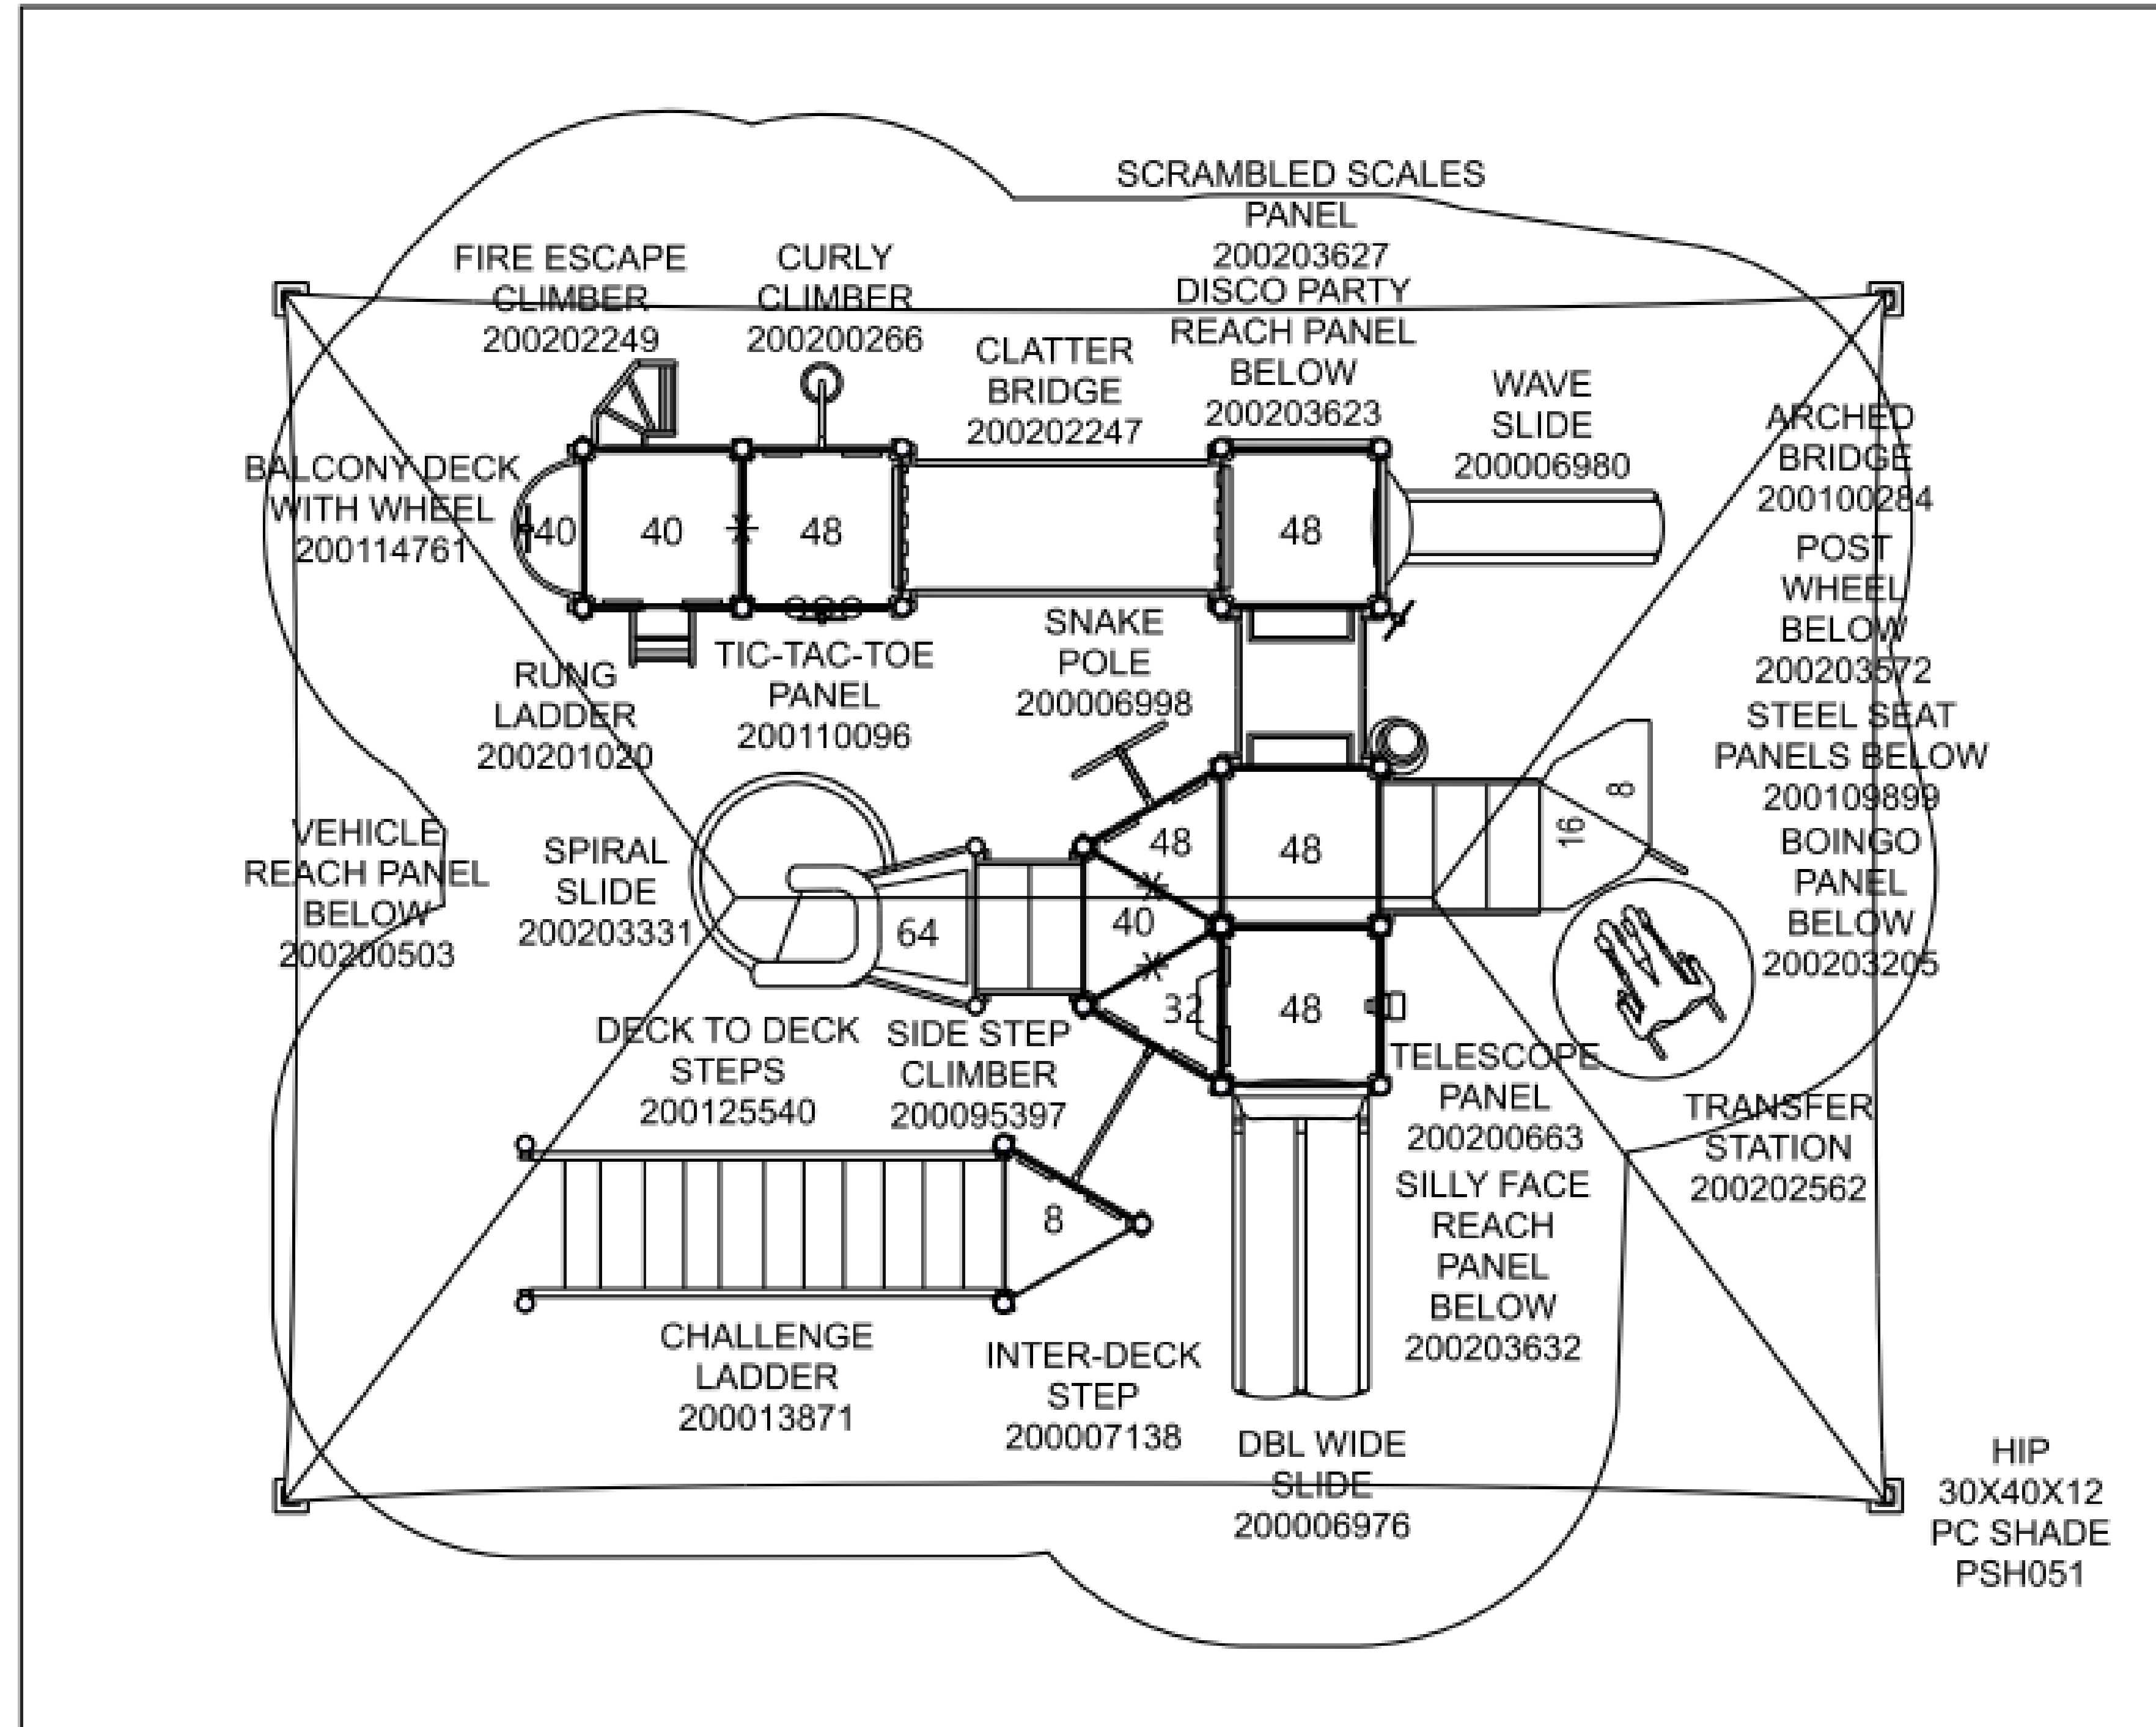 SCRAMBLED SCALES
PANEL
200203627
DISCO PARTY
REACH PANEL
BELOW
200203623
FIRE ESCAPE
CLIMBER
200202249
CURLY
CLIMBER
200200266
CLATTER
BRIDGE
200202247
WAVE
SLIDE
200006980
ARCHED
BRIDGE
200100284
BALCONY DECK
WITH WHEEL
200114761
40
40
48
48
POST
WHEEL
BELOW
200203572
RUNG
LADDER
200201020
TIC-TAC-TOE
PANEL
200110096
SNAKE
POLE
200006998
STEEL SEAT
PANELS BELOW
200109899
8
16
48
48
VEHICLE
REACH PANEL
BELOW
200200503
SPIRAL
SLIDE
200203331
64
40
BOINGO
PANEL
BELOW
200203205
32
48
DECK TO DECK
STEPS
200125540
SIDE STEP
CLIMBER
200095397
TELESCOPE
PANEL
200200663
TRANSFER
STATION
200202562
SILLY FACE
REACH
PANEL
BELOW
200203632
8
CHALLENGE
LADDER
200013871
INTER-DECK
STEP
200007138
DBL WIDE
SLIDE
200006976
HIP
30X40X12
PC SHADE
PSH051